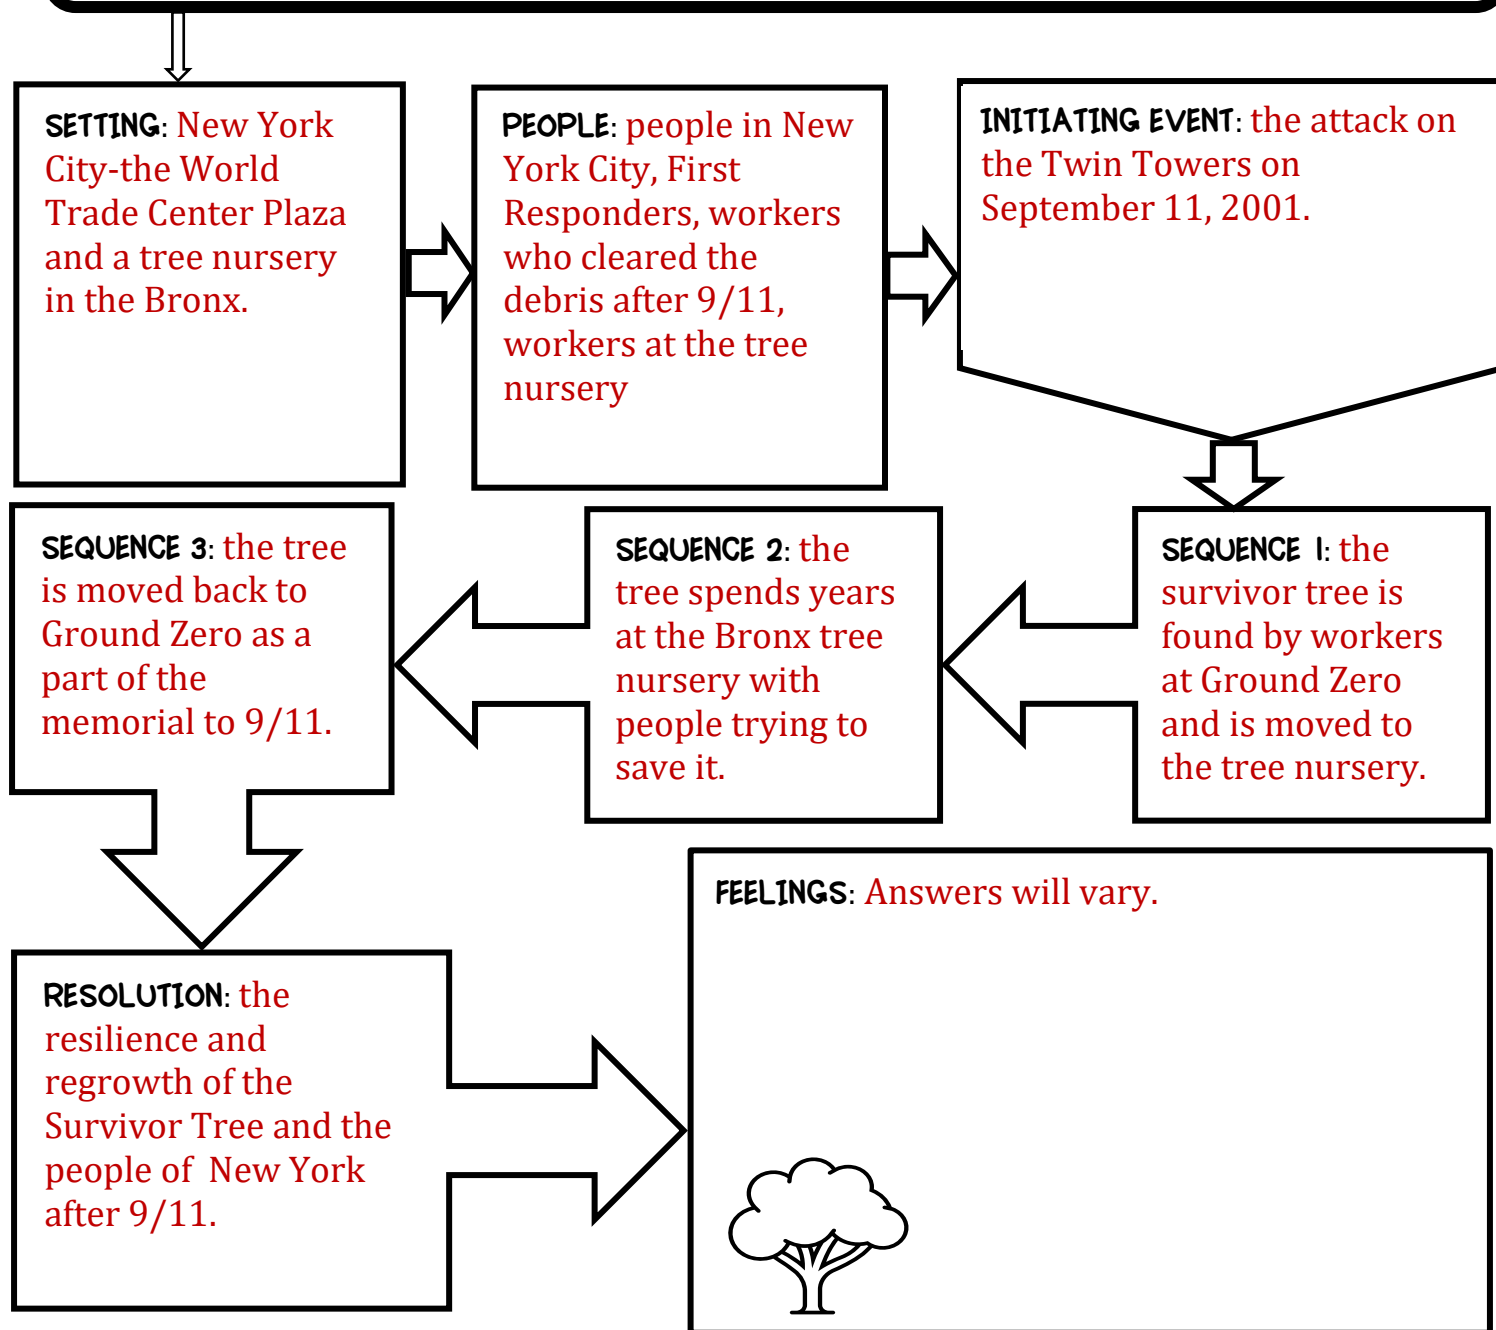 SETTING: New York
City-the World
Trade Center Plaza
and a tree nursery
in the Bronx.
PEOPLE: people in New
York City, First
Responders, workers
who cleared the
debris after 9/11,
workers at the tree
nursery
INITIATING EVENT: the attack on
the Twin Towers on
September 11, 2001.
SEQUENCE 1: the
survivor tree is
found by workers
at Ground Zero
and is moved to
the tree nursery.
SEQUENCE 2: the
tree spends years
at the Bronx tree
nursery with
people trying to
save it.
SEQUENCE 3: the tree
is moved back to
Ground Zero as a
part of the
memorial to 9/11.
RESOLUTION: the
resilience and
regrowth of the
Survivor Tree and the
people of  New York
after 9/11.
FEELINGS: Answers will vary.